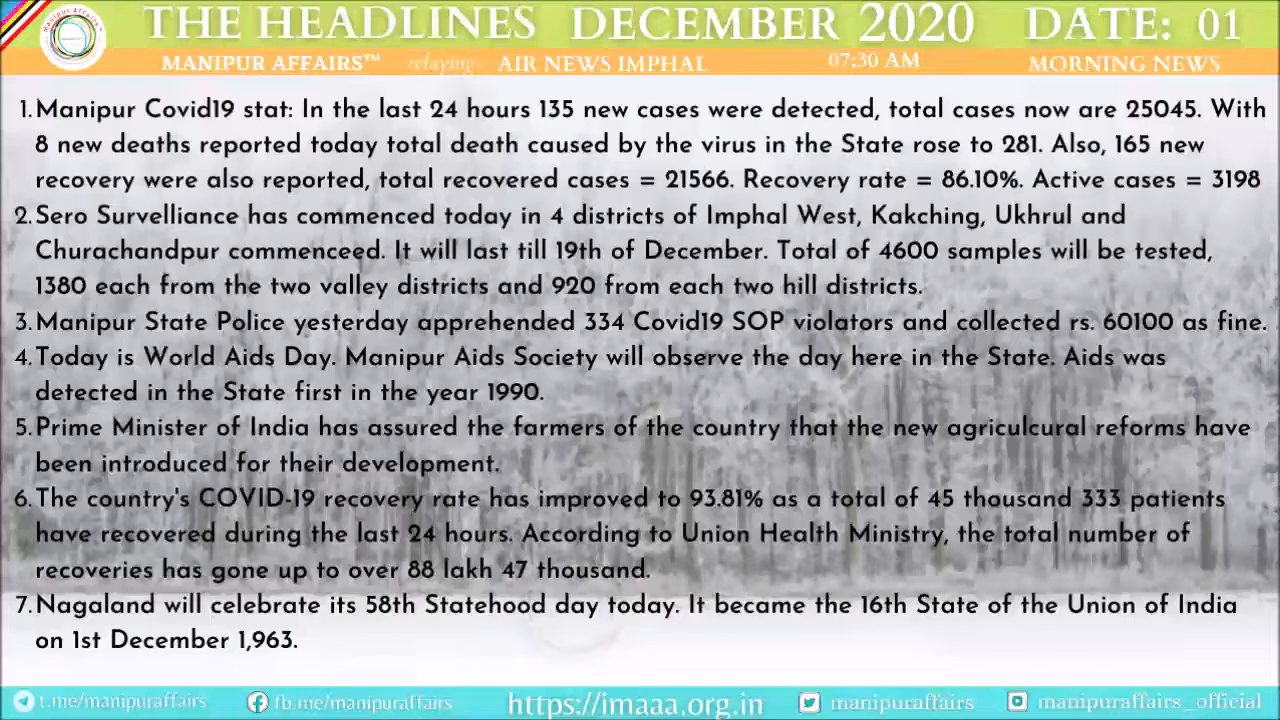 THE HEADLINES DECEMBER 2020 DATE: 01
MANIPUR AFFAIRS™ relaying AIR NEWS IMPHAL 07:30 AM MORNING NEWS
1. Manipur Covid19 stat: In the last 24 hours 135 new cases were detected, total cases now are 25045. With
8 new deaths reported today total death caused by the virus in the State rose to 281. Also, 165 new
recovery were also reported, total recovered cases = 21566. Recovery rate = 86.10%. Active cases = 3198
2. Sero Survelliance has commenced today in 4 districts of Imphal West, Kakching, Ukhrul and
Churachandpur commenceed. It will last till 19th of December. Total of 4600 samples will be tested,
1380 each from the two valley districts and 920 from each two hill districts.
3. Manipur State Police yesterday apprehended 334 Covid19 SOP violators and collected rs. 60100 as fine.
4. Today is World Aids Day. Manipur Aids Society will observe the day here in the State. Aids was
detected in the State first in the year 1990.
5. Prime Minister of India has assured the farmers of the country that the new agriculcural reforms have
been introduced for their development.
6. The country's COVID-19 recovery rate has improved to 93.81% as a total of 45 thousand 333 patients
have recovered during the last 24 hours. According to Union Health Ministry, the total number of
recoveries has gone up to over 88 lakh 47 thousand.
7. Nagaland will celebrate its 58th Statehood day today. It became the 16th State of the Union of India
on 1st December 1,963.
t.me/manipuraffairs fb.me/manipuraffairs https://imaaa.org.in manipuraffairs manipuraffairs_official